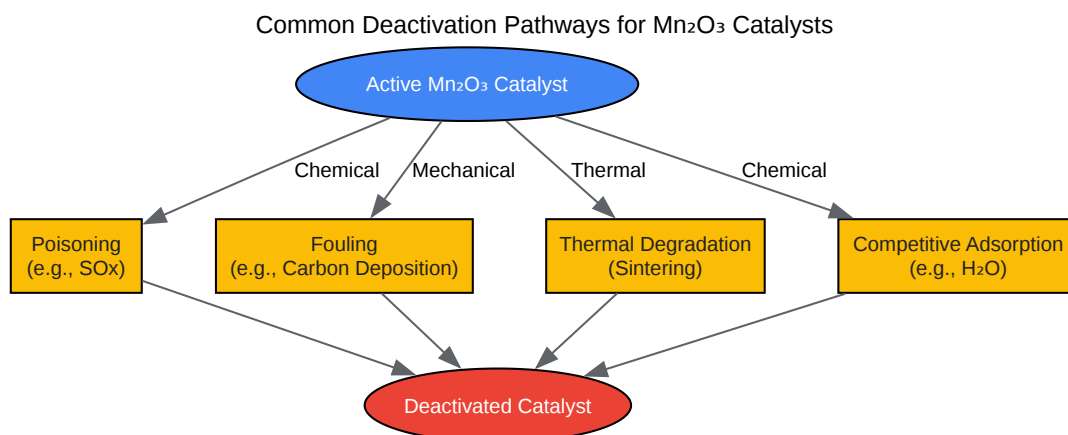 Common Deactivation Pathways for Mn₂O₃ Catalysts
Active Mn₂O₃ Catalyst
Chemical
Mechanical
Thermal
Chemical
Poisoning
(e.g., SOx)
Fouling
(e.g., Carbon Deposition)
Thermal Degradation
(Sintering)
Competitive Adsorption
(e.g., H₂O)
Deactivated Catalyst